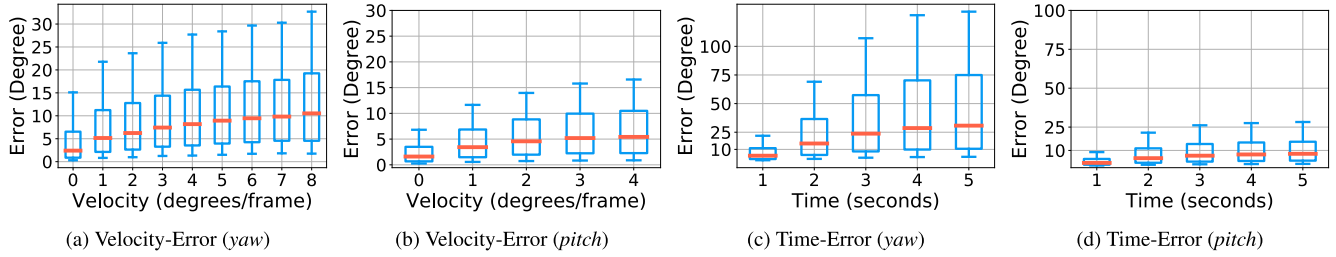 Error (Degree)
30
25
20
15
10
5
0
0 1 2 3 4 5 6 7 8
Velocity (degrees/frame)
(a) Velocity-Error (yaw)
Error (Degree)
30
25
20
15
10
5
0
0 1 2 3 4
Velocity (degrees/frame)
(b) Velocity-Error (pitch)
Error (Degree)
100
75
50
25
10
1 2 3 4 5
Time (seconds)
(c) Time-Error (yaw)
Error (Degree)
100
75
50
25
10
1 2 3 4 5
Time (seconds)
(d) Time-Error (pitch)